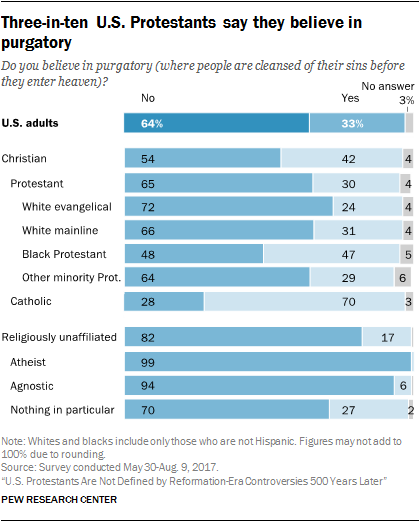 Three-in-ten U.S. Protestants say they believe in
purgatory
Do you believe in purgatory (where people are cleansed of their sins before
they enter heaven)?
No Yes No answer
U.S. adults 64% 33% 3%
Christian 54 42 4
Protestant 65 30 4
White evangelical 72 24 4
White mainline 66 31 4
Black Protestant 48 47 5
Other minority Prot. 64 29 6
Catholic 28 70 3
Religiously unaffiliated 82 17
Atheist 99
Agnostic 94 6
Nothing in particular 70 27 2
Note: Whites and blacks include only those who are not Hispanic. Figures may not add to
100% due to rounding.
Source: Survey conducted May 30-Aug. 9, 2017.
“U.S. Protestants Are Not Defined by Reformation-Era Controversies 500 Years Later”
PEW RESEARCH CENTER